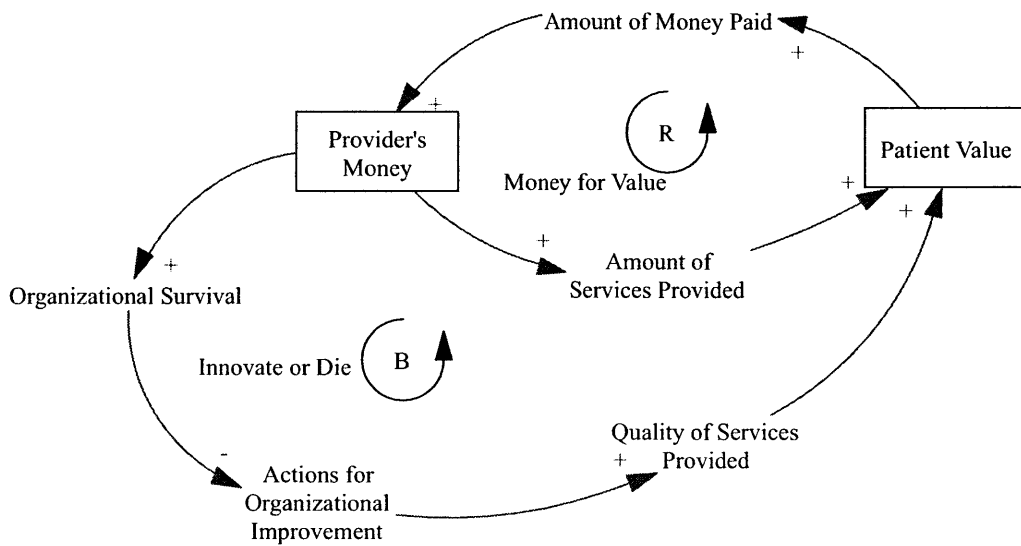 Amount of Money Paid
+
+
Provider's
Money
R
Patient Value
Money for Value
+
+
+
+
Amount of
Services Provided
Organizational Survival
Innovate or Die
B
Quality of Services
Provided
-
+
Actions for
Organizational
Improvement